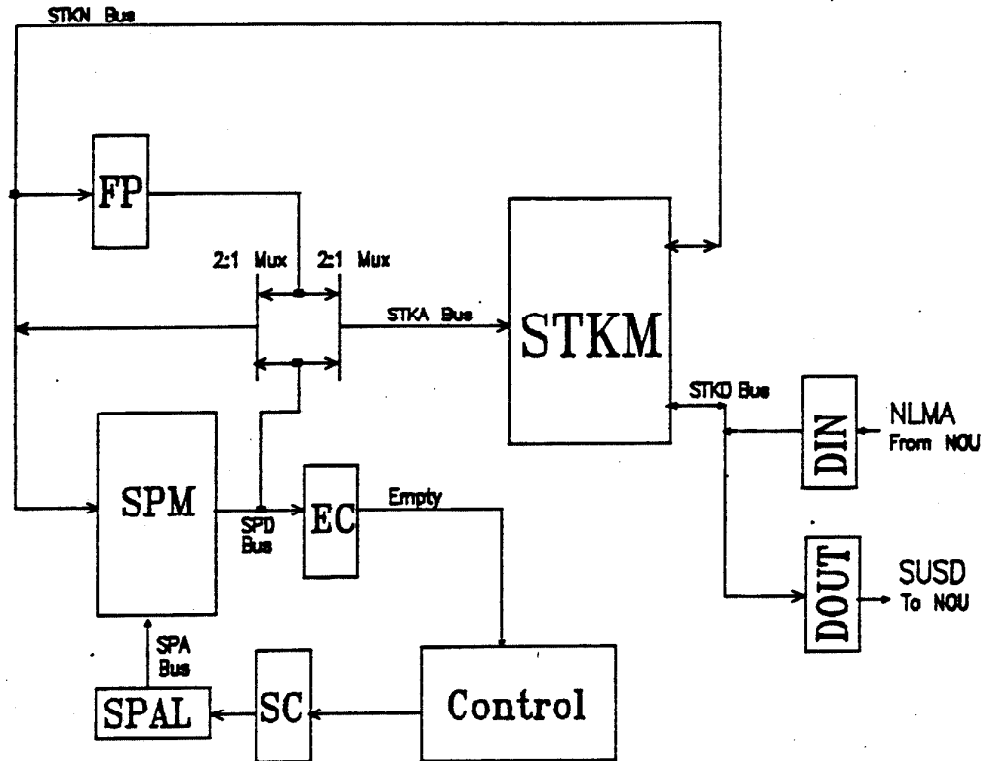 STKN Bus
FP
2:1 Mux
2:1 Mux
STKA Bus
STKM
STKD Bus
DIN
NLMA
From NOU
SPM
SPD
Bus
EC
Empty
DOUT
SUSD
To NOU
SPA
Bus
SPAL
SC
Control